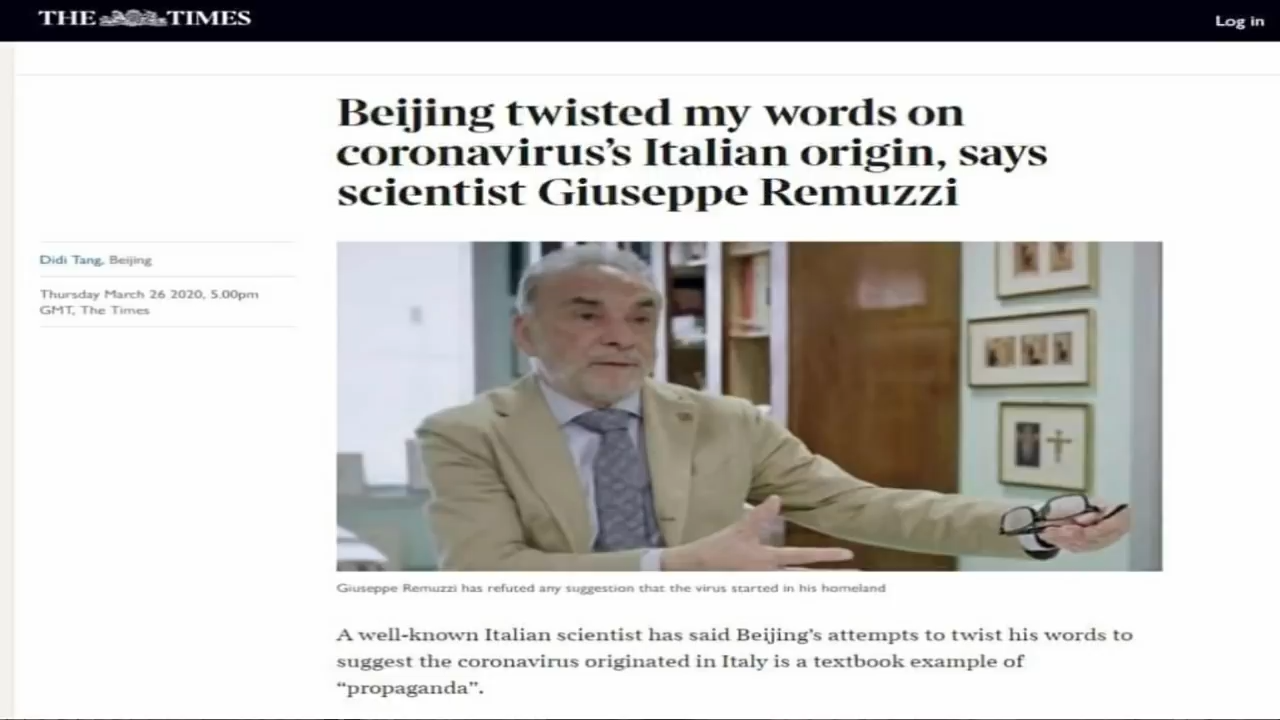 THE TIMES
Log in
Beijing twisted my words on
coronavirus's Italian origin, says
scientist Giuseppe Remuzzi
Didi Tang, Beijing
Thursday March 26 2020, 5.00pm
GMT, The Times
Giuseppe Remuzzi has refuted any suggestion that the virus started in his homeland
A well-known Italian scientist has said Beijing's attempts to twist his words to
suggest the coronavirus originated in Italy is a textbook example of
“propaganda”.